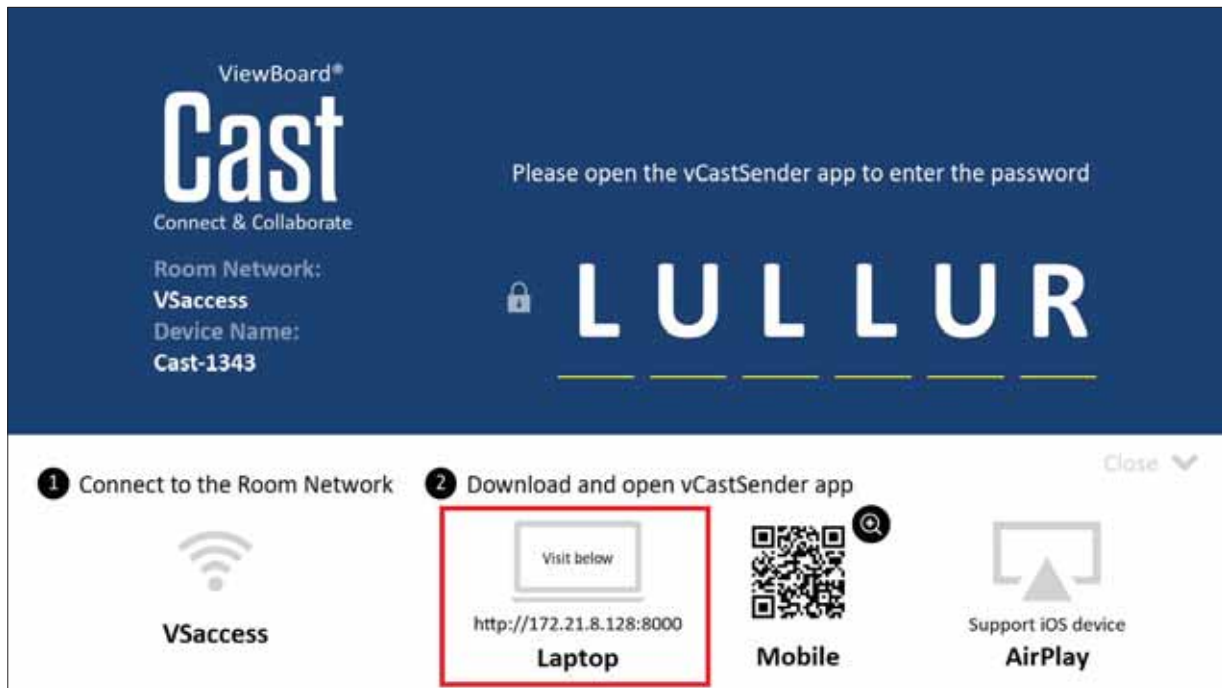 ViewBoard®
Cast
Connect & Collaborate
Room Network:
VSaccess
Device Name:
Cast-1343
Please open the vCastSender app to enter the password
LULLUR
Close
1 Connect to the Room Network
VSaccess
2 Download and open vCastSender app
Visit below
http://172.21.8.128:8000
Laptop
Mobile
Support iOS device
AirPlay